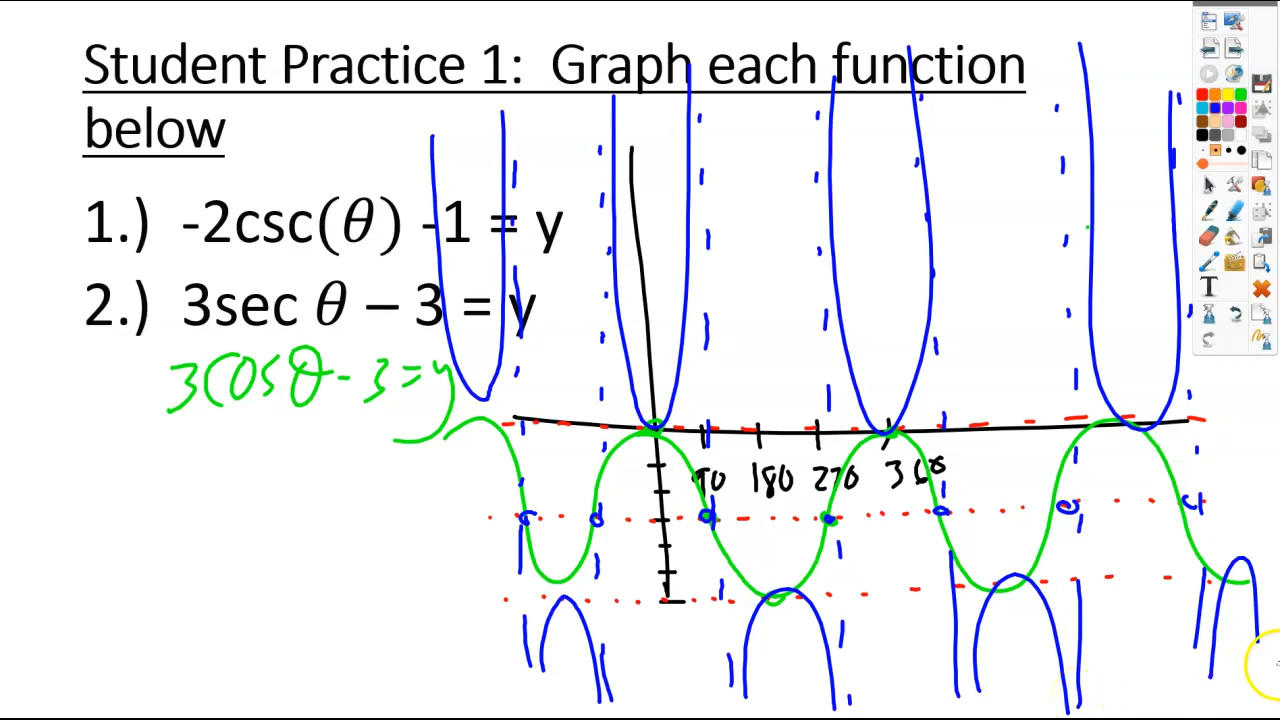 Student Practice 1: Graph each function
below
1.) -2csc(θ) -1 = y
2.) 3sec θ – 3 = y
3cosθ - 3 = y
90 180 270 360
T